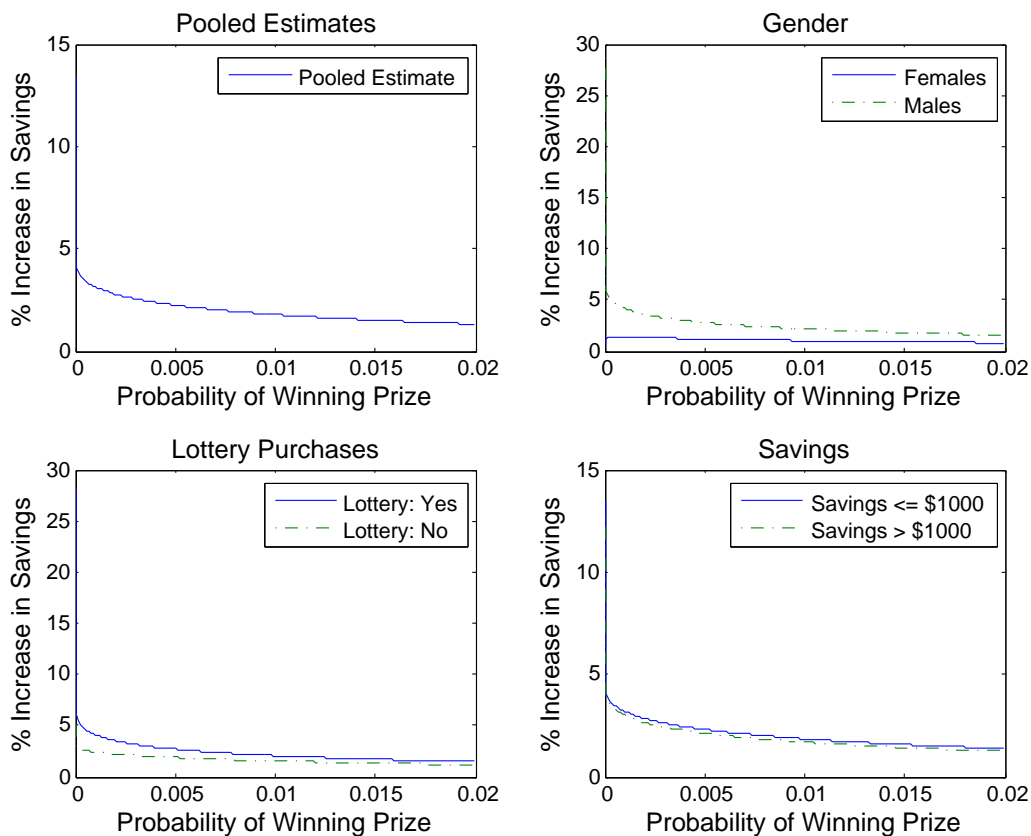 Pooled Estimates
15
10
5
0
% Increase in Savings
Pooled Estimate
0 0.005 0.01 0.015 0.02
Probability of Winning Prize
Gender
30
25
20
15
10
5
0
% Increase in Savings
Females
Males
0 0.005 0.01 0.015 0.02
Probability of Winning Prize
Lottery Purchases
30
25
20
15
10
5
0
% Increase in Savings
Lottery: Yes
Lottery: No
0 0.005 0.01 0.015 0.02
Probability of Winning Prize
Savings
15
10
5
0
% Increase in Savings
Savings <= $1000
Savings > $1000
0 0.005 0.01 0.015 0.02
Probability of Winning Prize